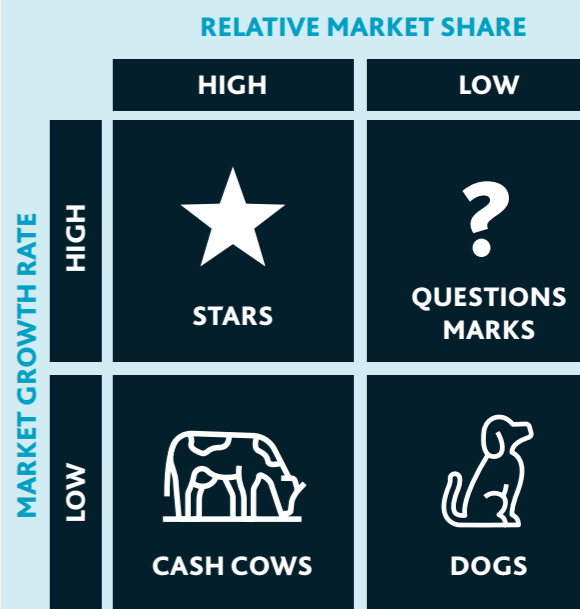 RELATIVE MARKET SHARE
HIGH
LOW
MARKET GROWTH RATE
HIGH
?
STARS
QUESTIONS
MARKS
LOW
CASH COWS
DOGS